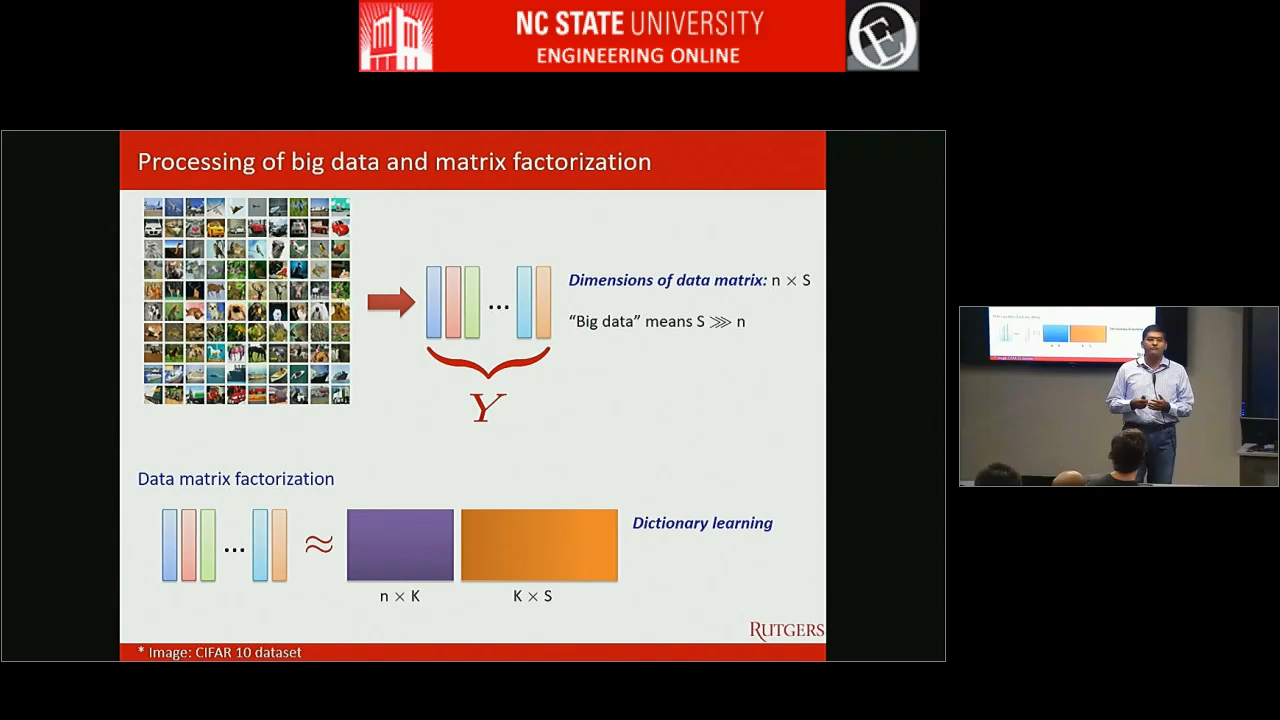 NC STATE UNIVERSITY
ENGINEERING ONLINE
Processing of big data and matrix factorization
Dimensions of data matrix: n × S
...
"Big data" means S ⋙ n
Y
Data matrix factorization
Dictionary learning
... ≈
n × K K × S
RUTGERS
* Image: CIFAR 10 dataset